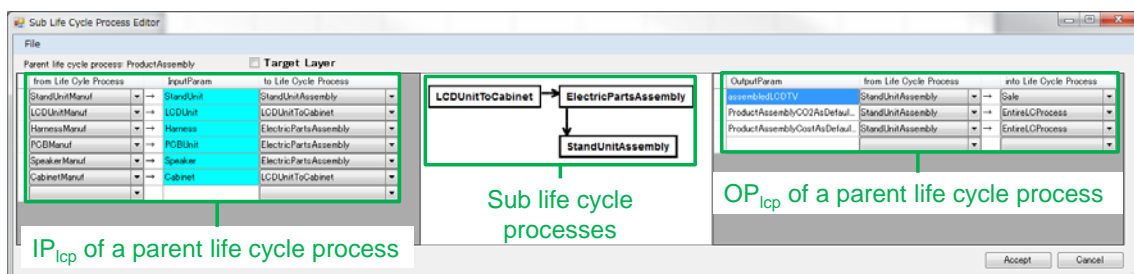 Sub Life Cycle Process Editor
File
Parent life cycle process: ProductAssembly
Target Layer
from Life Cyle Process InputParam to Life Cycle Process
StandUnitManuf → StandUnit StandUnitAssembly
LCDUnitManuf → LCDUnit LCDUnitToCabinet
HarnessManuf → Harness ElectricPartsAssembly
PCBManuf → PCBUnit ElectricPartsAssembly
SpeakerManuf → Speaker ElectricPartsAssembly
CabinetManuf → Cabinet LCDUnitToCabinet
IPlcp of a parent life cycle process
LCDUnitToCabinet ElectricPartsAssembly
StandUnitAssembly
Sub life cycle
processes
OutputParam from Life Cycle Process into Life Cycle Process
assembledLCDTV StandUnitAssembly → Sale
ProductAssemblyCO2AsDefaul... StandUnitAssembly → EntireLCProcess
ProductAssemblyCostAsDefaul... StandUnitAssembly → EntireLCProcess
OPlcp of a parent life cycle process
Accept Cancel